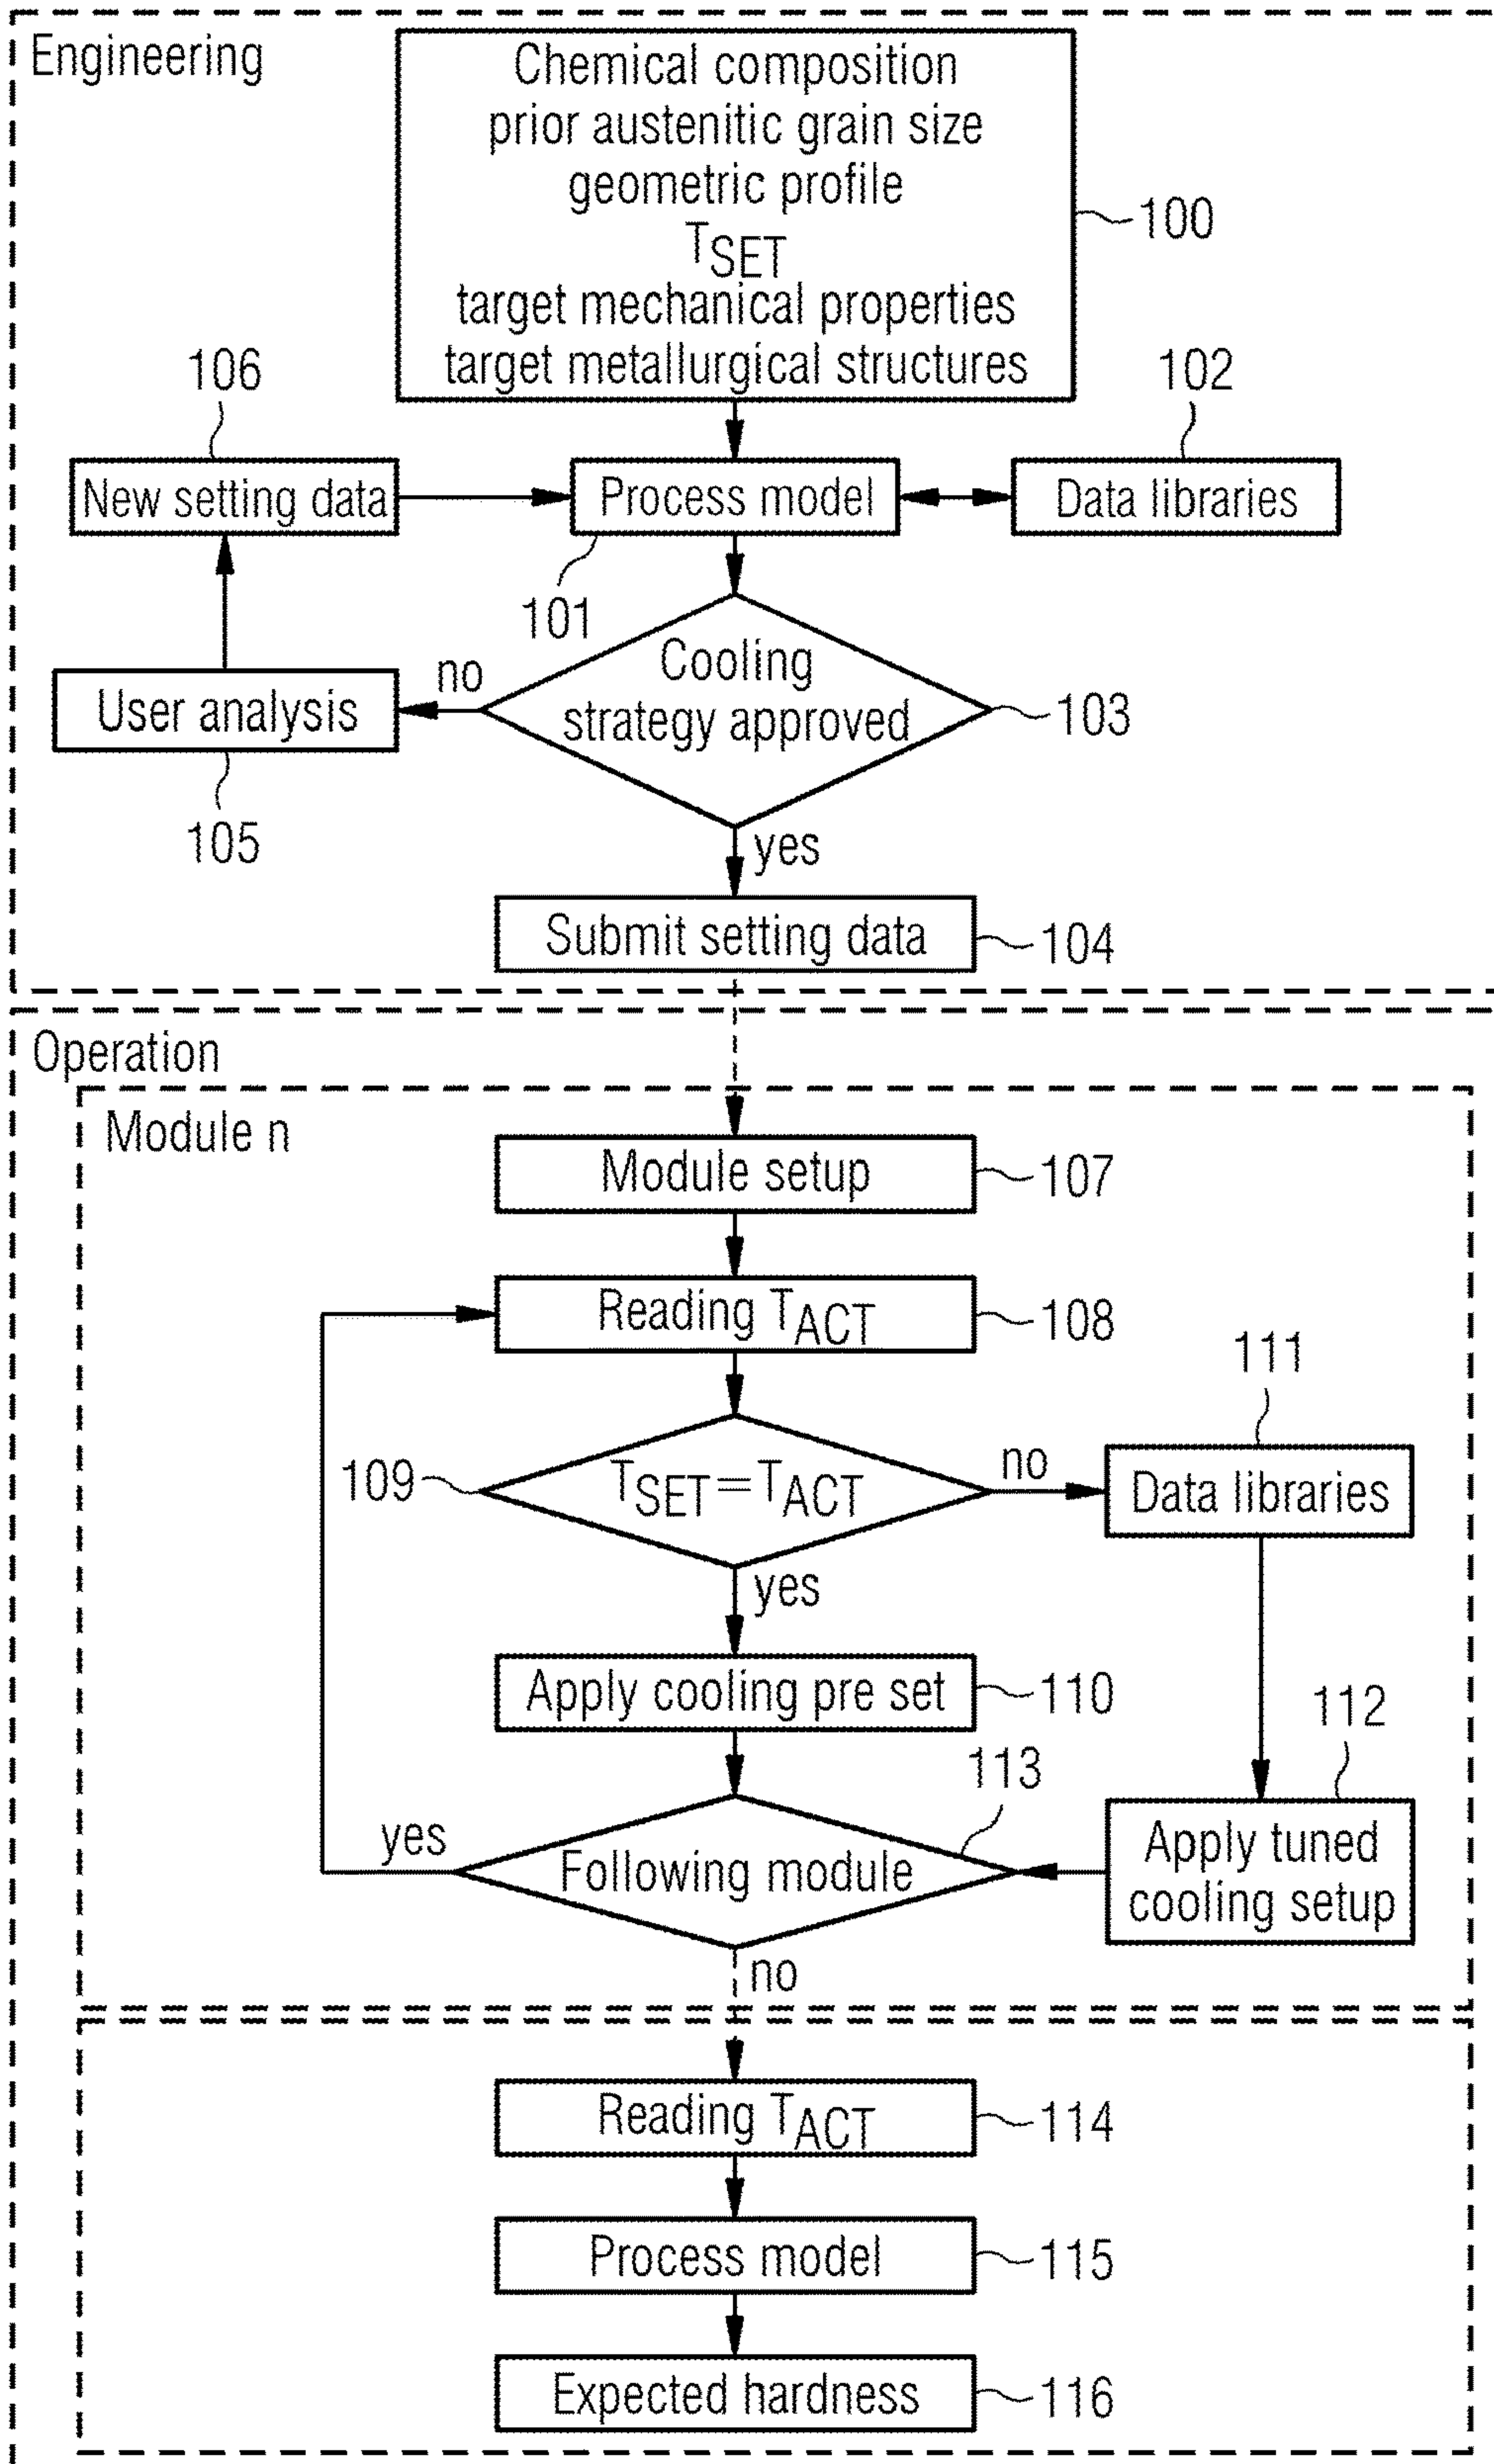 Engineering
Chemical composition
prior austenitic grain size
geometric profile
TSET
target mechanical properties
target metallurgical structures
100
106
102
New setting data
Process model
Data libraries
101
Cooling
strategy approved
no
User analysis
103
105
yes
Submit setting data
104
Operation
Module n
Module setup
107
Reading TACT
108
111
109
TSET=TACT
no
Data libraries
yes
Apply cooling pre set
110
112
113
yes
Following module
Apply tuned
cooling setup
no
Reading TACT
114
Process model
115
Expected hardness
116